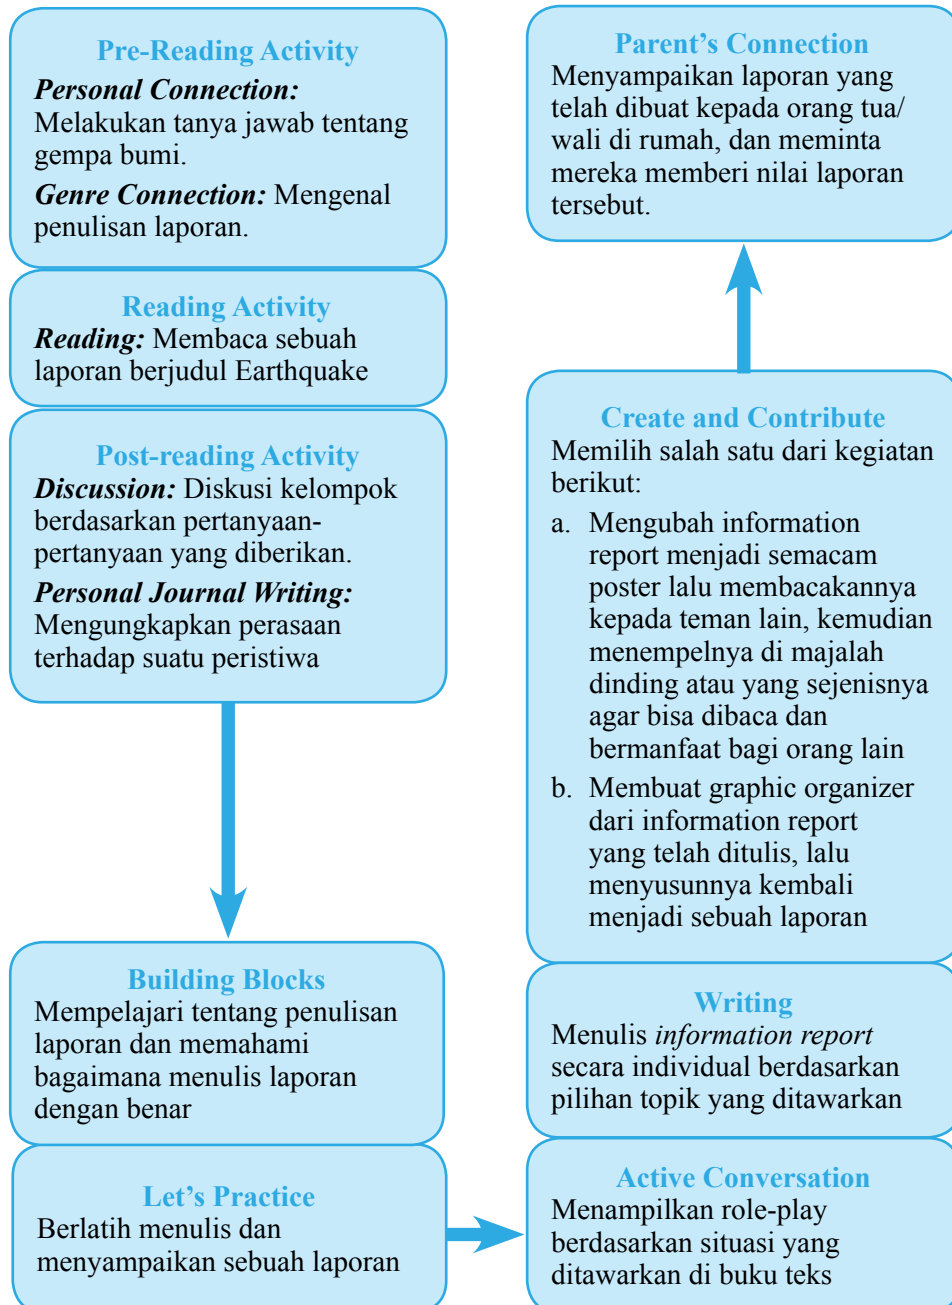 Pre-Reading Activity
Personal Connection:
Melakukan tanya jawab tentang
gempa bumi.
Genre Connection: Mengenal
penulisan laporan.
Reading Activity
Reading: Membaca sebuah
laporan berjudul Earthquake
Post-reading Activity
Discussion: Diskusi kelompok
berdasarkan pertanyaan-
pertanyaan yang diberikan.
Personal Journal Writing:
Mengungkapkan perasaan
terhadap suatu peristiwa
Building Blocks
Mempelajari tentang penulisan
laporan dan memahami
bagaimana menulis laporan
dengan benar
Let's Practice
Berlatih menulis dan
menyampaikan sebuah laporan
Active Conversation
Menampilkan role-play
berdasarkan situasi yang
ditawarkan di buku teks
Writing
Menulis information report
secara individual berdasarkan
pilihan topik yang ditawarkan
Create and Contribute
Memilih salah satu dari kegiatan
berikut:
a. Mengubah information
report menjadi semacam
poster lalu membacakannya
kepada teman lain, kemudian
menempelnya di majalah
dinding atau yang sejenisnya
agar bisa dibaca dan
bermanfaat bagi orang lain
b. Membuat graphic organizer
dari information report
yang telah ditulis, lalu
menyusunnya kembali
menjadi sebuah laporan
Parent's Connection
Menyampaikan laporan yang
telah dibuat kepada orang tua/
wali di rumah, dan meminta
mereka memberi nilai laporan
tersebut.